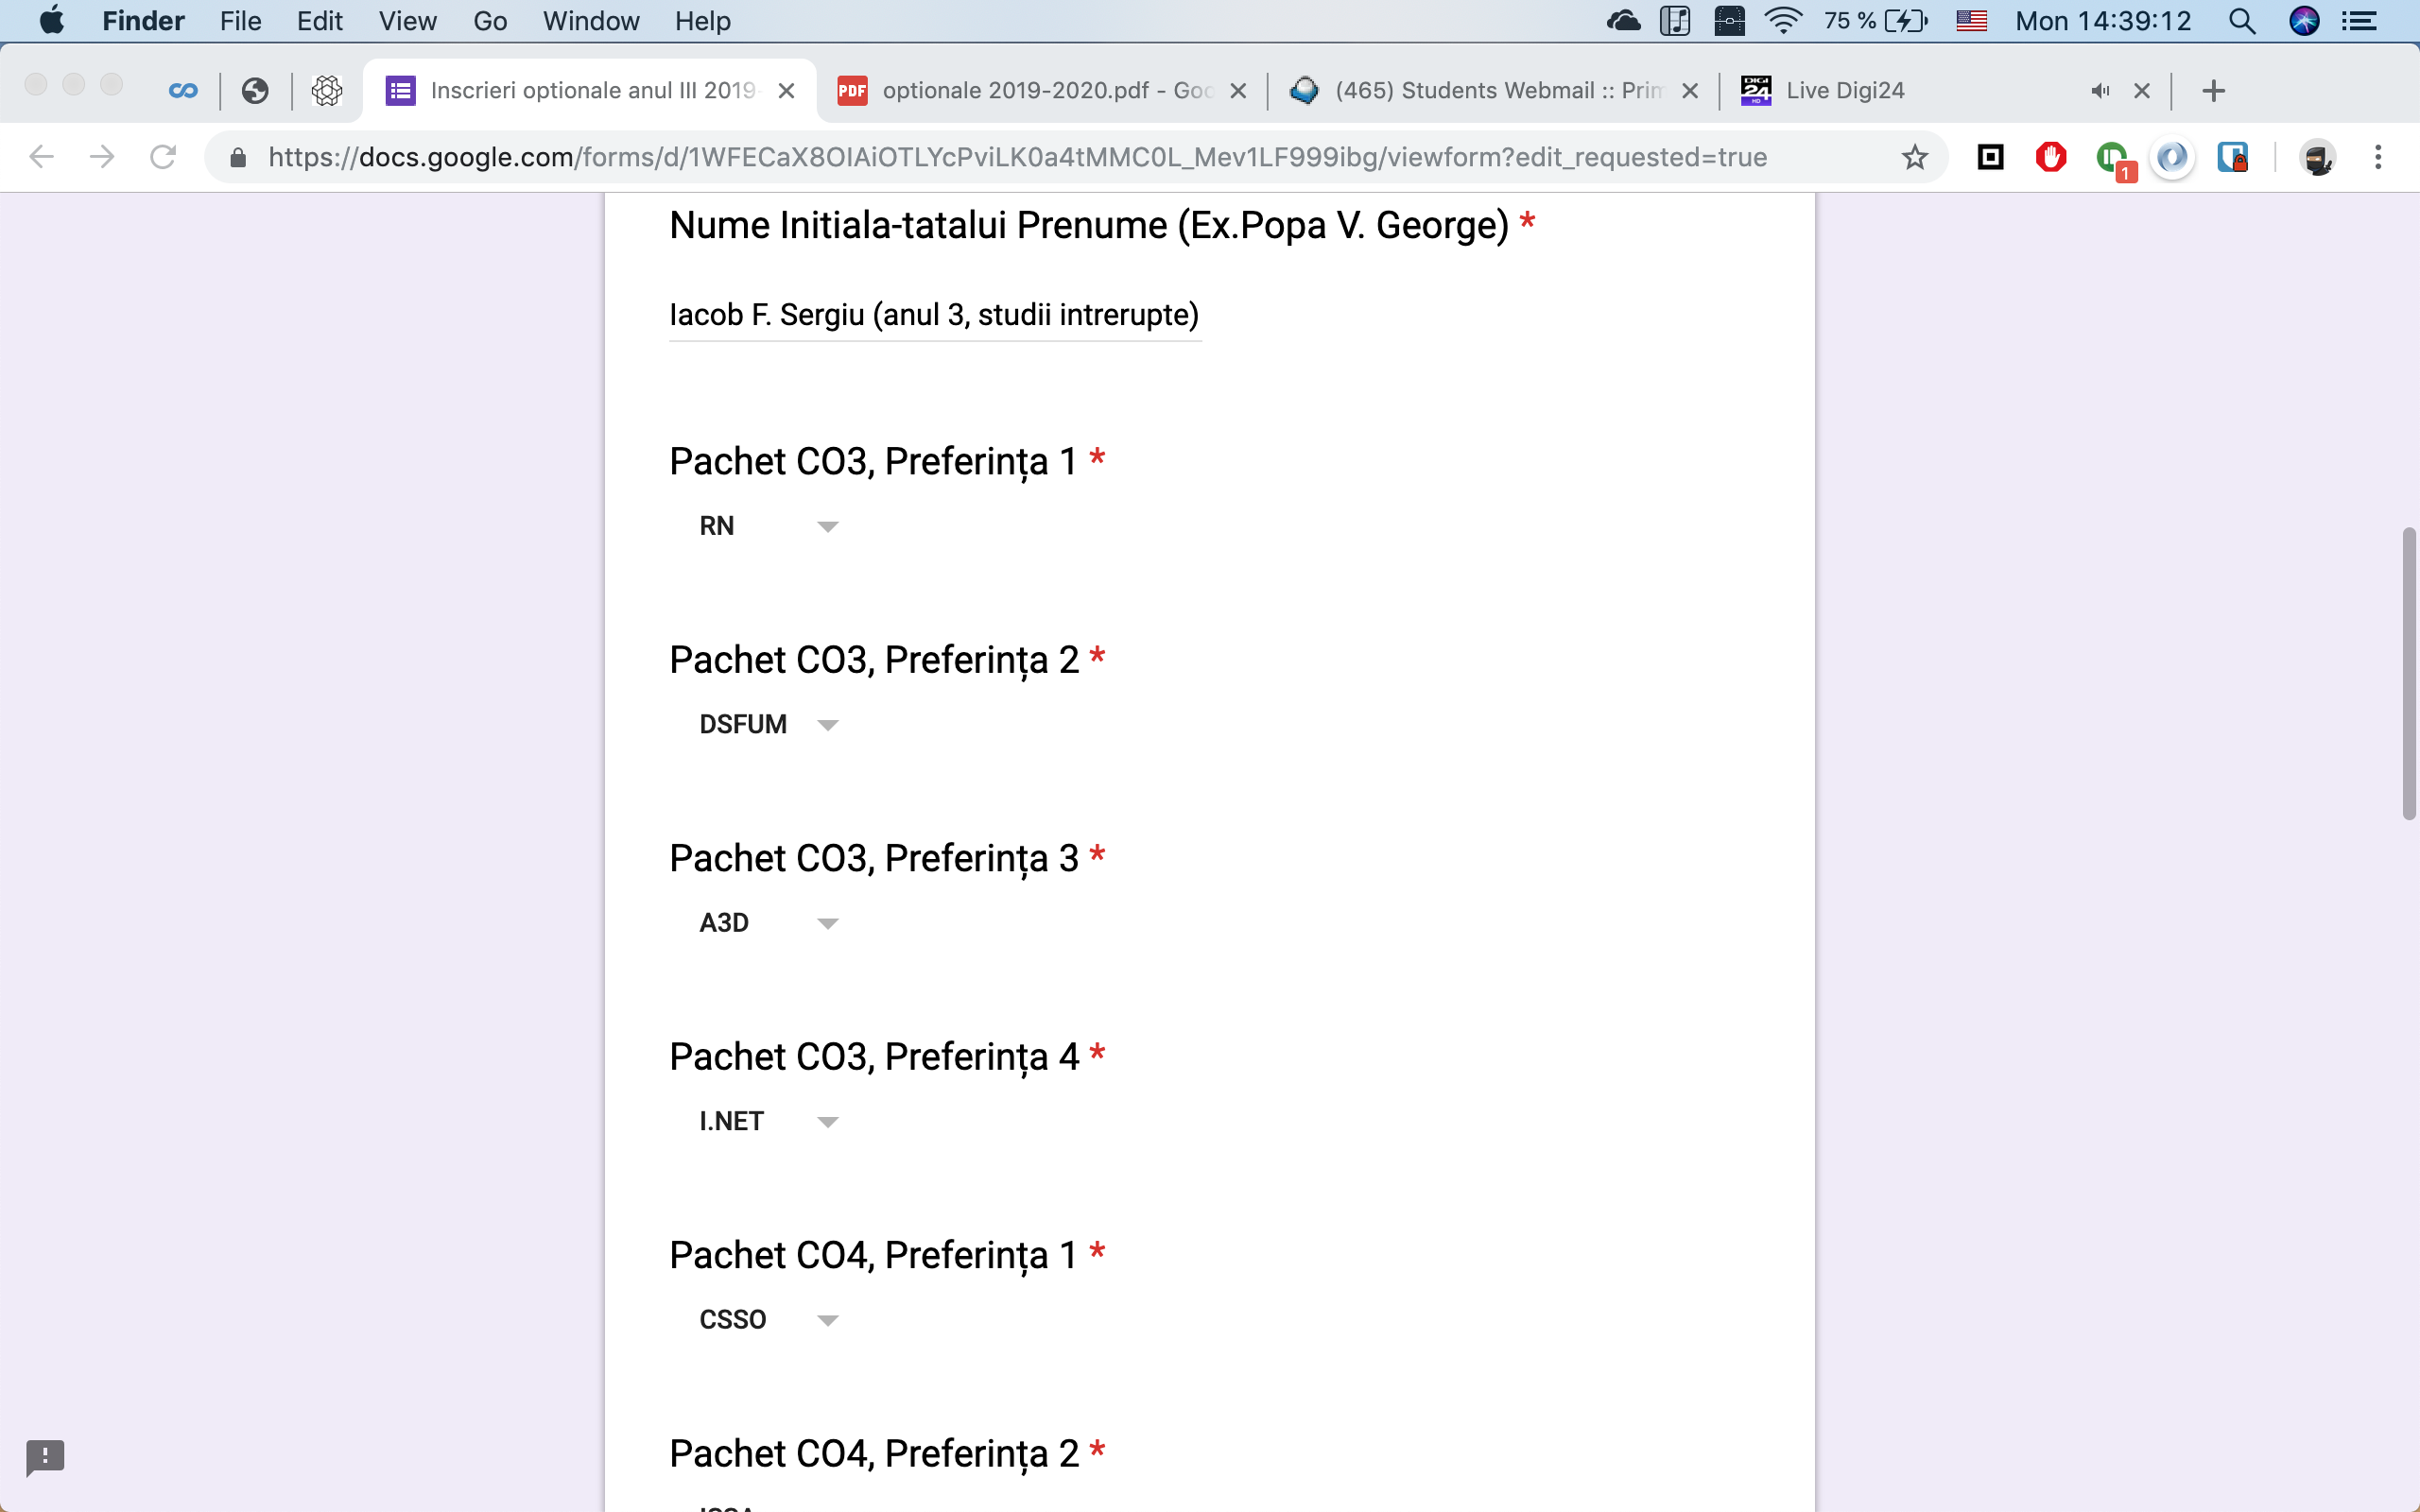 Finder File Edit View Go Window Help 75 % Mon 14:39:12
Inscrieri optionale anul III 2019- optionale 2019-2020.pdf - Goo (465) Students Webmail :: Prim Live Digi24
https://docs.google.com/forms/d/1WFECaX8OIAiOTLYcPviLK0a4tMMC0L_Mev1LF999ibg/viewform?edit_requested=true 1
Nume Initiala-tatalui Prenume (Ex.Popa V. George) *
Iacob F. Sergiu (anul 3, studii intrerupte)
Pachet CO3, Preferința 1 *
RN
Pachet CO3, Preferința 2 *
DSFUM
Pachet CO3, Preferința 3 *
A3D
Pachet CO3, Preferința 4 *
I.NET
Pachet CO4, Preferința 1 *
CSSO
Pachet CO4, Preferința 2 *